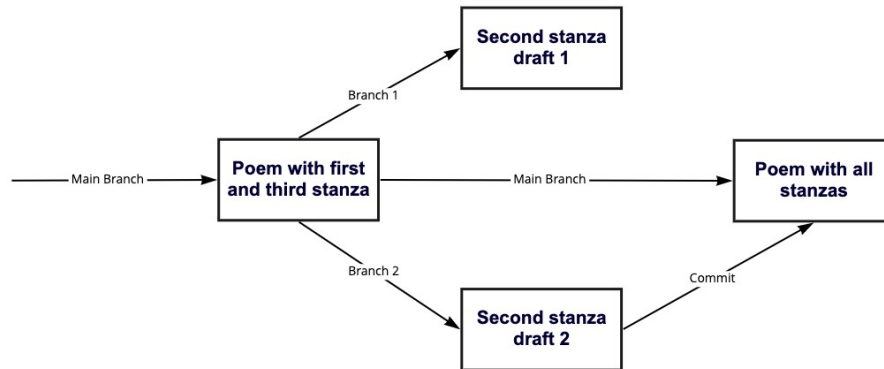 Second stanza
draft 1
Branch 1
Main Branch
Poem with first
and third stanza
Main Branch
Poem with all
stanzas
Branch 2
Commit
Second stanza
draft 2